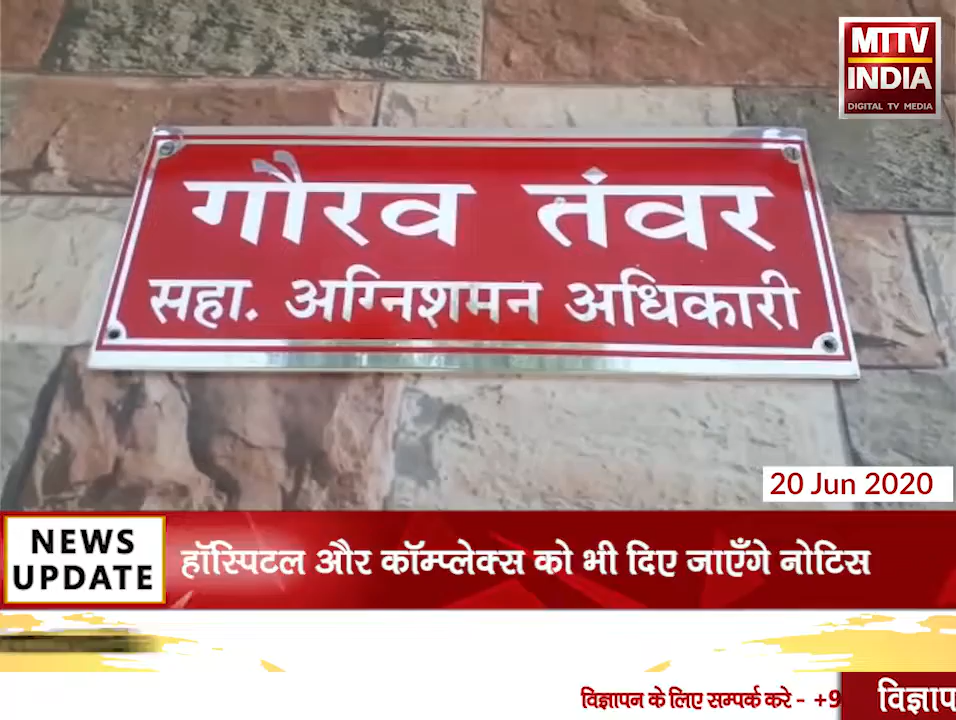 MTTV
INDIA
DIGITAL TV MEDIA
गौरव तंवर
सहा. अग्निशमन अधिकारी
20 Jun 2020
NEWS
UPDATE
हॉस्पिटल और कॉम्प्लेक्स को भी दिए जाएँगे नोटिस
विज्ञापन के लिए सम्पर्क करे - +9